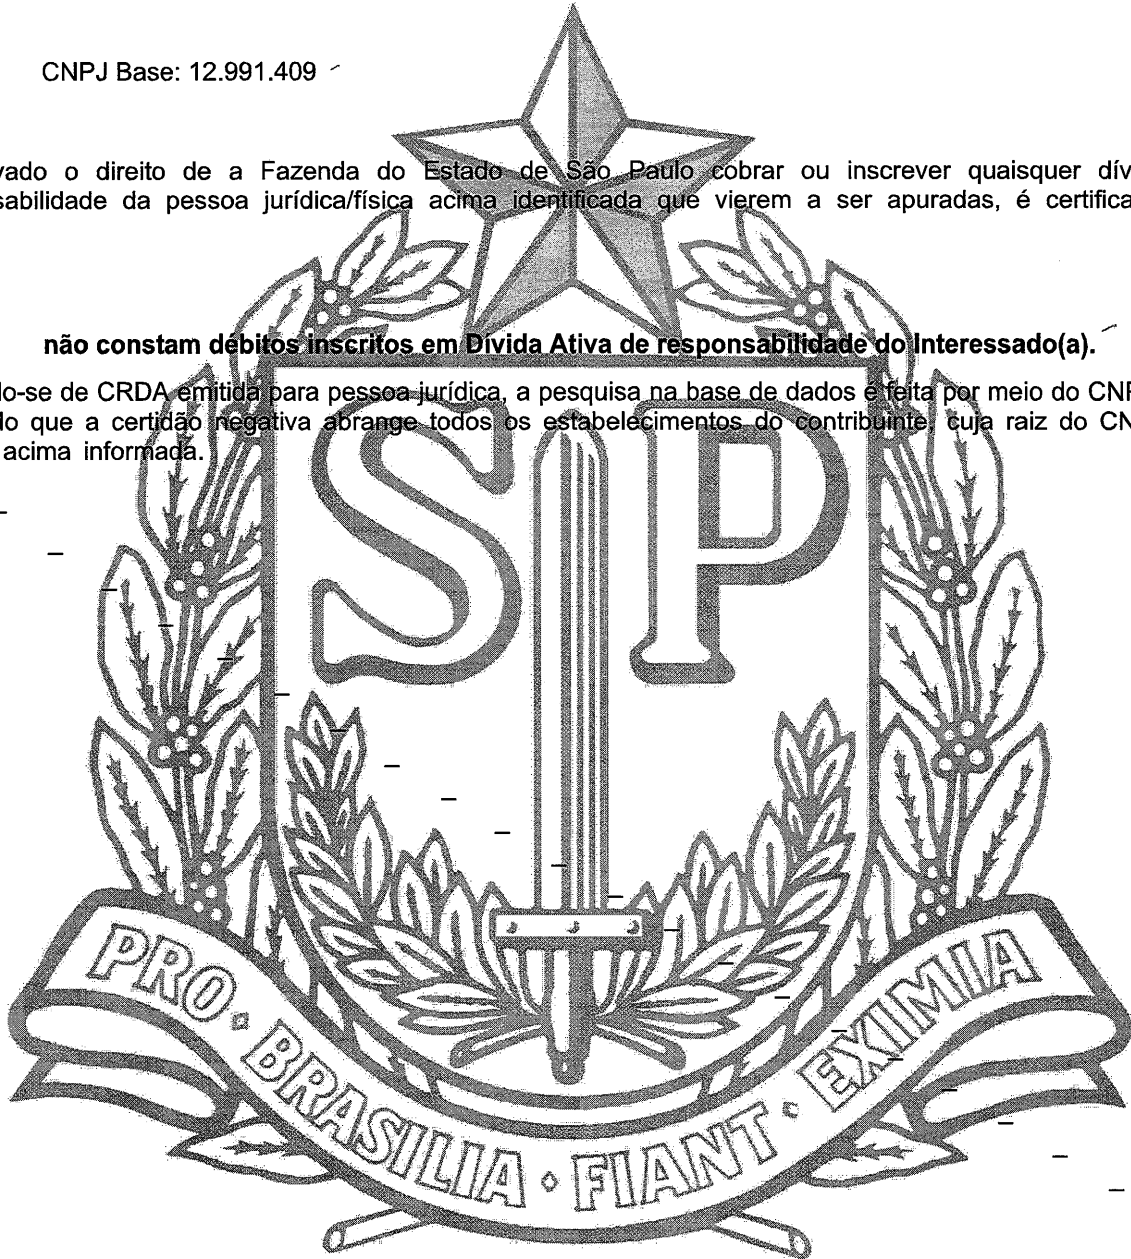 CNPJ Base: 12.991.409
vado o direito de a Fazenda do Estado de São Paulo cobrar ou inscrever quaisquer dív
sabilidade da pessoa jurídica/física acima identificada que vierem a ser apuradas, é certifica
não constam débitos inscritos em Dívida Ativa de responsabilidade do Interessado(a).
do-se de CRDA emitida para pessoa jurídica, a pesquisa na base de dados é feita por meio do CNP
do que a certidão negativa abrange todos os estabelecimentos do contribuinte, cuja raiz do CN
acima informada.
SP
PRO · BRASILIA · FIANT · EXIMIA